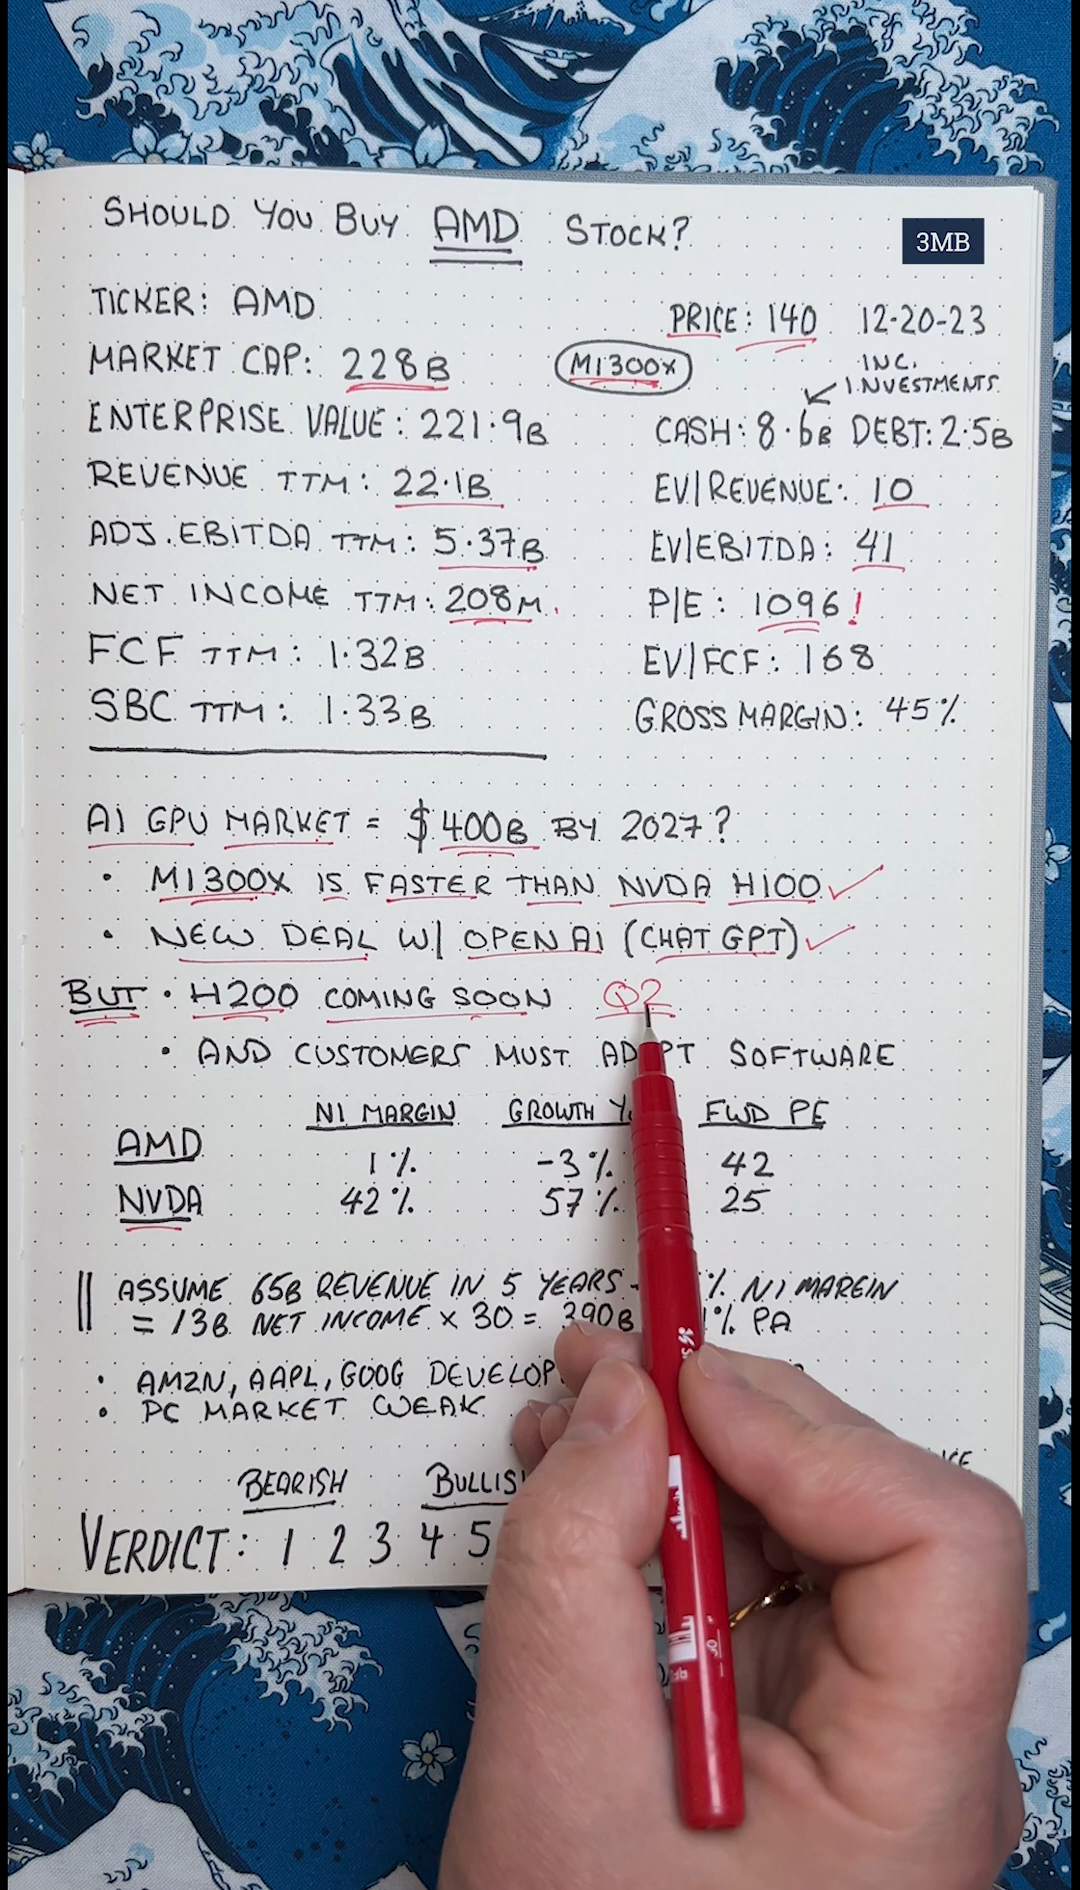 SHOULD YOU BUY AMD STOCK?
3MB
TICKER: AMD
PRICE: 140 12-20-23
MARKET CAP: 228B
MI300X
INC. INVESTMENTS
ENTERPRISE VALUE: 221.9B
CASH: 8.6B DEBT: 2.5B
REVENUE TTM: 22.1B
EV/REVENUE: 10
ADJ. EBITDA TTM: 5.37B
EV/EBITDA: 41
NET INCOME TTM: 208M
P/E: 1096!
FCF TTM: 1.32B
EV/FCF: 168
SBC TTM: 1.33B
GROSS MARGIN: 45%
AI GPU MARKET = $400B BY 2027?
• MI300X IS FASTER THAN NVDA H100 ✓
• NEW DEAL W/ OPEN AI (CHAT GPT) ✓
BUT • H200 COMING SOON Q2
• AND CUSTOMERS MUST ADAPT SOFTWARE
NI MARGIN GROWTH FWD PE
AMD 1% -3% 42
NVDA 42% 57% 25
ASSUME 65B REVENUE IN 5 YEARS % NI MARGIN
= 13B NET INCOME x 30 = 390B % PA
• AMZN, AAPL, GOOG DEVELOP
• PC MARKET WEAK
BEARISH BULLIS
VERDICT: 1 2 3 4 5